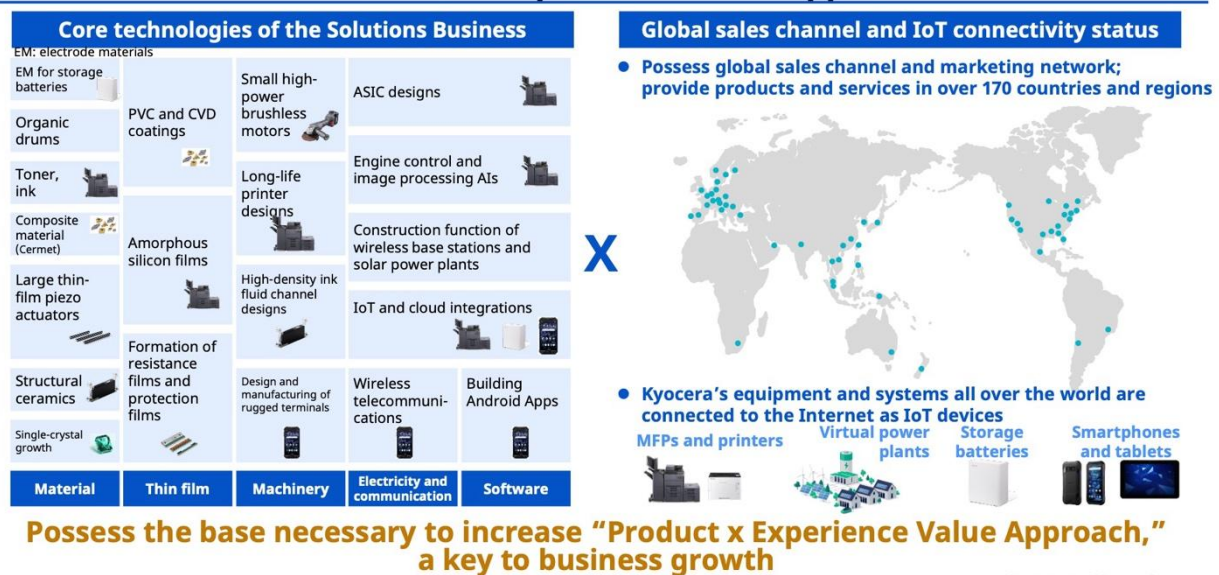 Core technologies of the Solutions Business
EM: electrode materials
EM for storage
batteries
Organic
drums
Toner,
ink
Composite
material
(Cermet)
Large thin-
film piezo
actuators
Structural
ceramics
Single-crystal
growth
Material
PVC and CVD
coatings
Amorphous
silicon films
Formation of
resistance
films and
protection
films
Thin film
Small high-
power
brushless
motors
Long-life
printer
designs
High-density ink
fluid channel
designs
Design and
manufacturing of
rugged terminals
Machinery
ASIC designs
Engine control and
image processing AIs
Construction function of
wireless base stations and
solar power plants
IoT and cloud integrations
Wireless
telecommuni-
cations
Electricity and
communication
Building
Android Apps
Software
X
Global sales channel and IoT connectivity status
● Possess global sales channel and marketing network;
provide products and services in over 170 countries and regions
● Kyocera's equipment and systems all over the world are
connected to the Internet as IoT devices
MFPs and printers
Virtual power
plants
Storage
batteries
Smartphones
and tablets
Possess the base necessary to increase “Product x Experience Value Approach,”
a key to business growth